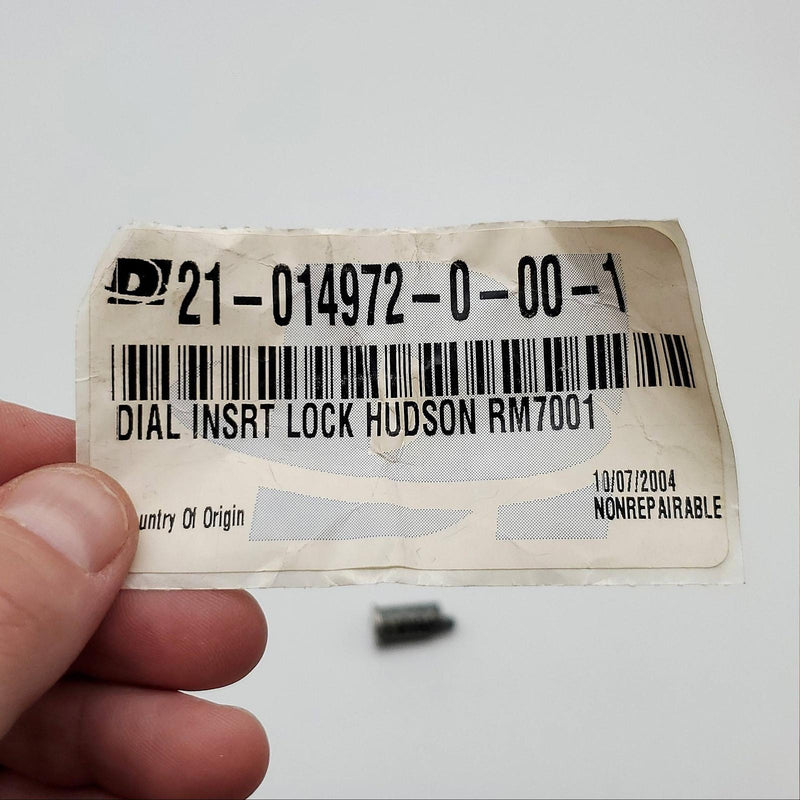 D 21-014972-0-00-1
DIAL INSRT LOCK HUDSON RM7001
10/07/2004
untry Of Origin NONREPAIRABLE